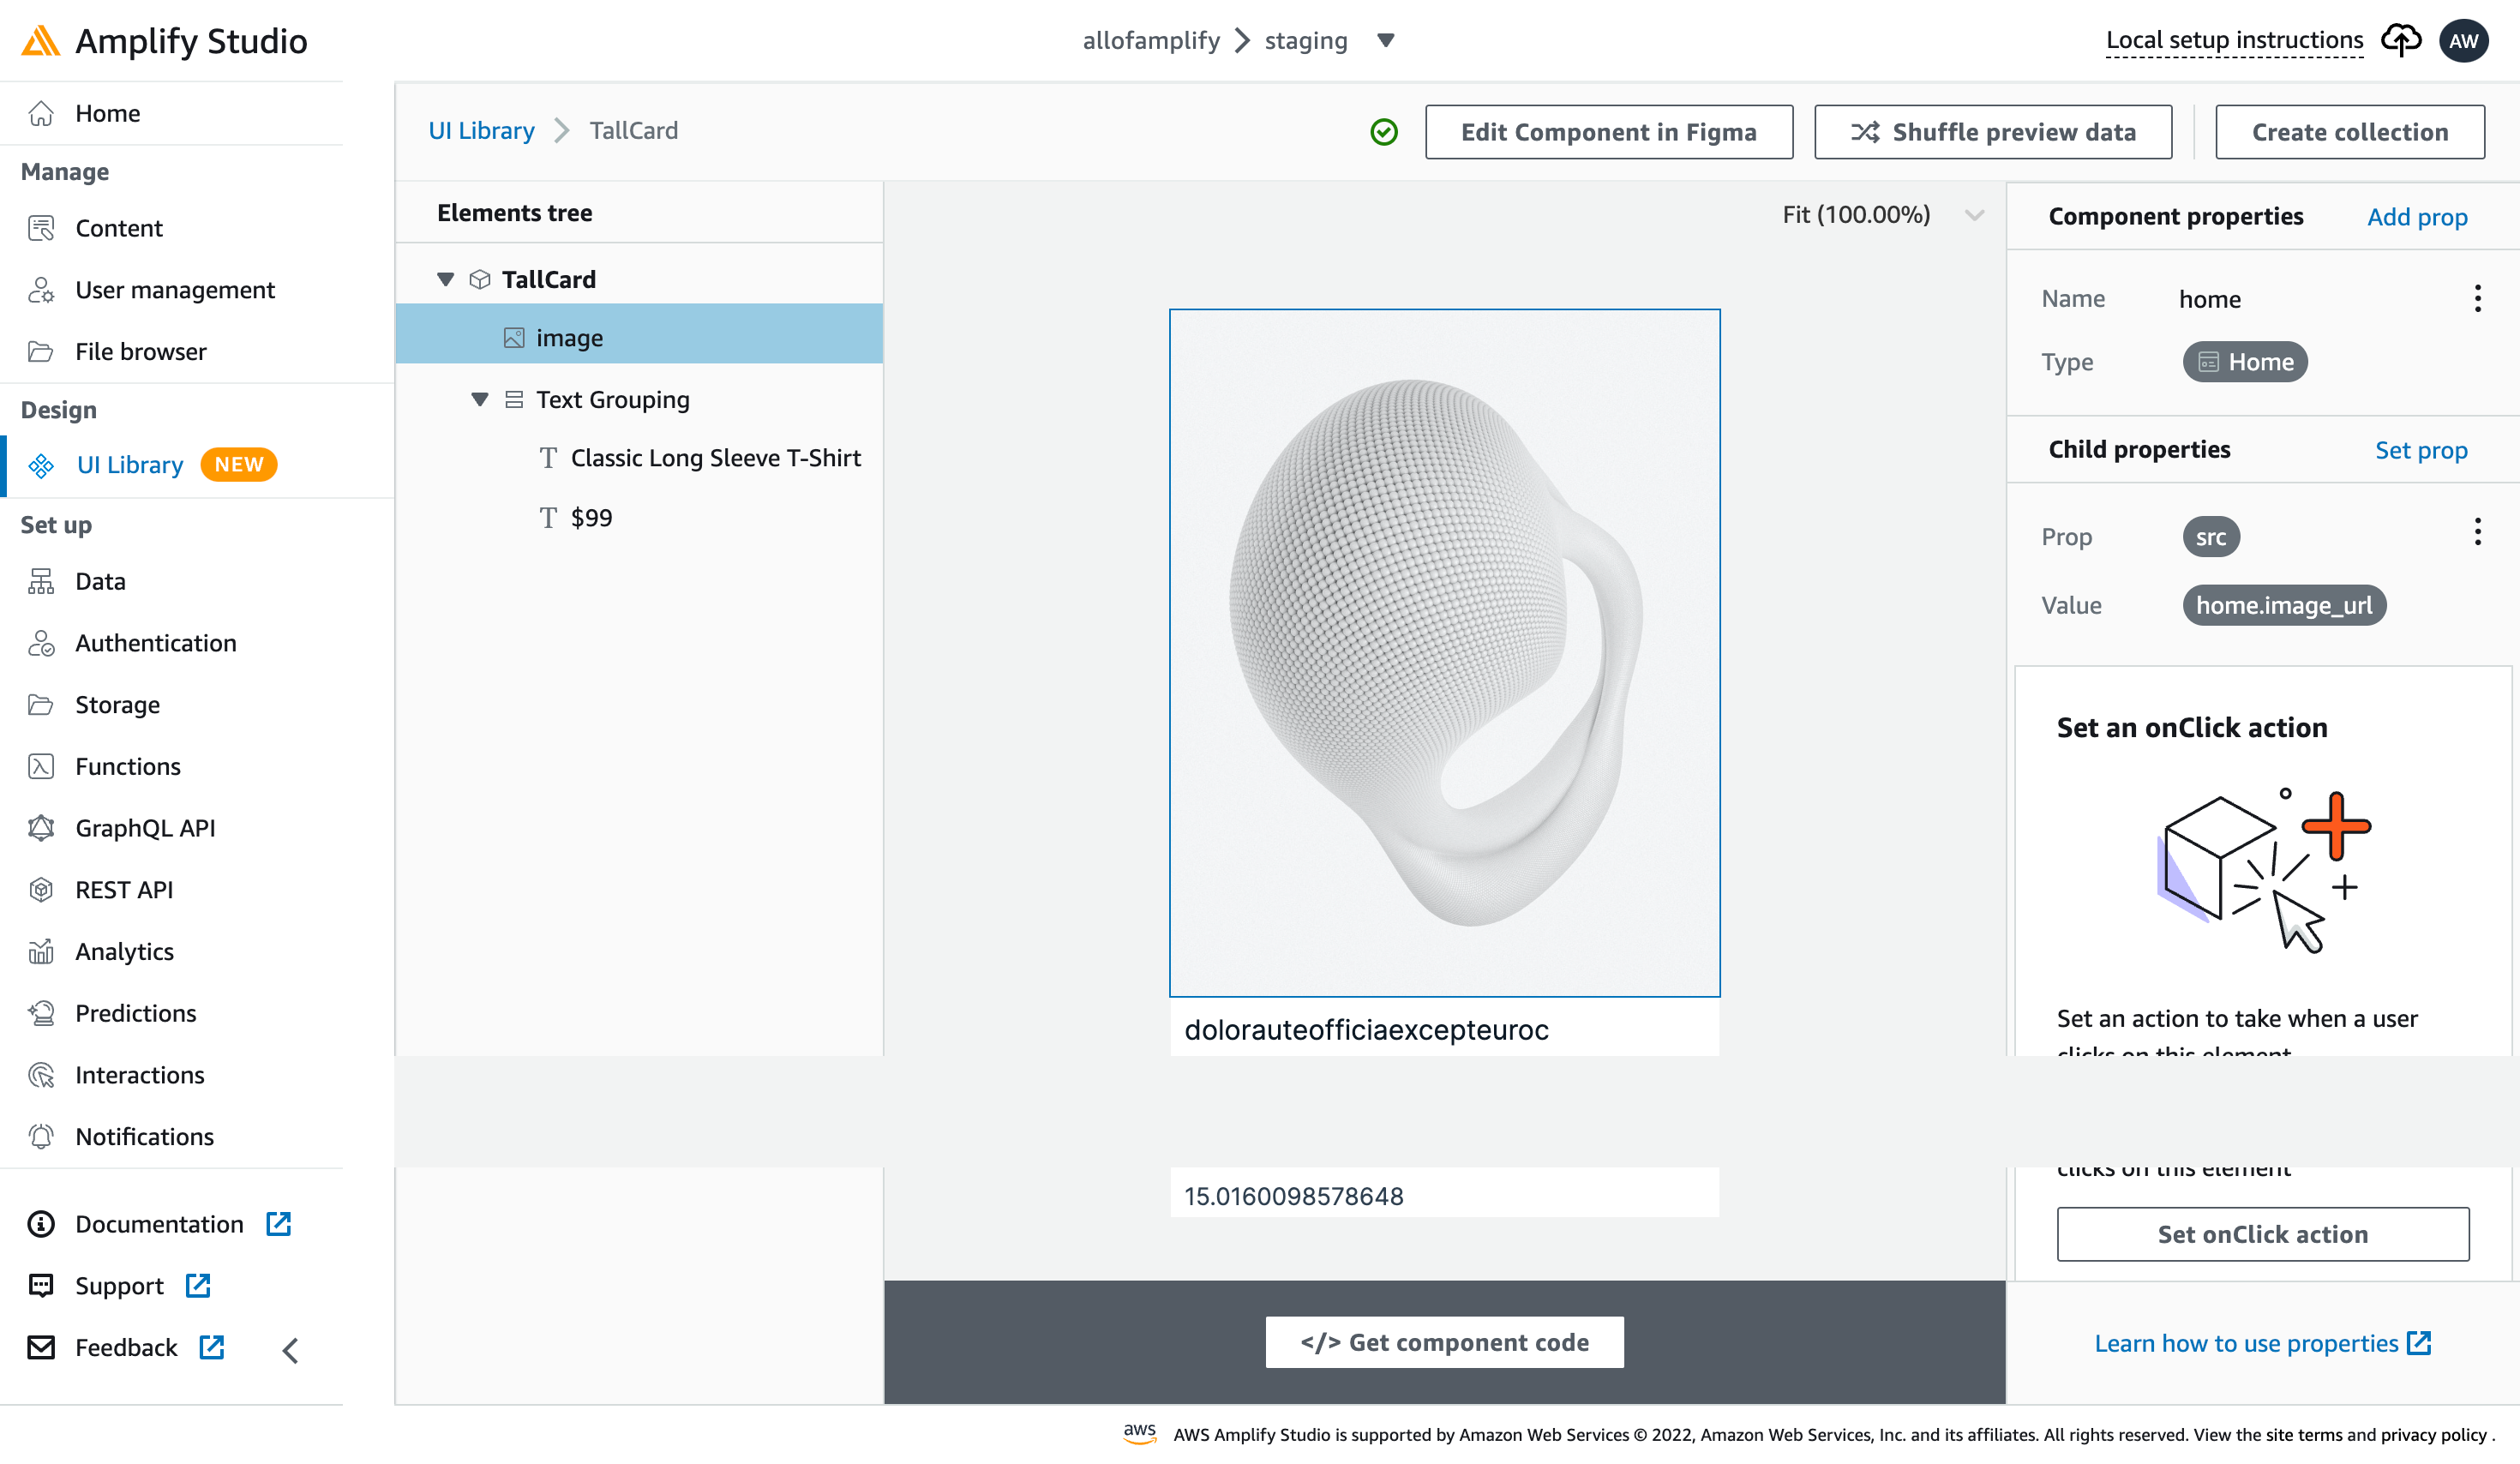 Amplify Studio
allofamplify > staging
Local setup instructions
AW
Home
Manage
Content
User management
File browser
Design
UI Library NEW
Set up
Data
Authentication
Storage
Functions
GraphQL API
REST API
Analytics
Predictions
Interactions
Notifications
Documentation
Support
Feedback
UI Library > TallCard
Edit Component in Figma
Shuffle preview data
Create collection
Elements tree
TallCard
image
Text Grouping
T Classic Long Sleeve T-Shirt
T $99
Fit (100.00%)
dolorauteofficiaexcepteuroc
15.0160098578648
</> Get component code
Component properties Add prop
Name home
Type Home
Child properties Set prop
Prop src
Value home.image_url
Set an onClick action
Set an action to take when a user
clicks on this element
clicks on this element
Set onClick action
Learn how to use properties
aws AWS Amplify Studio is supported by Amazon Web Services © 2022, Amazon Web Services, Inc. and its affiliates. All rights reserved. View the site terms and privacy policy .